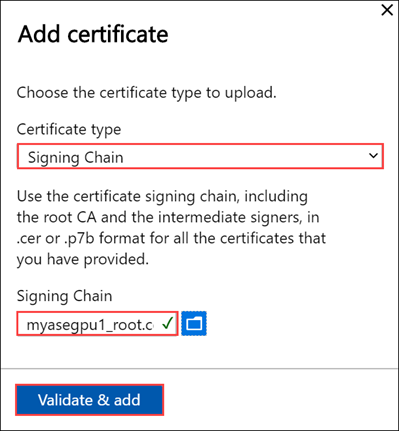 Add certificate
Choose the certificate type to upload.
Certificate type
Signing Chain
Use the certificate signing chain, including
the root CA and the intermediate signers, in
.cer or .p7b format for all the certificates that
you have provided.
Signing Chain
myasegpu1_root.c
Validate & add